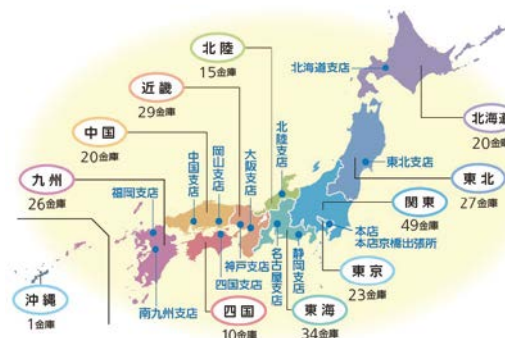 北陸
15金庫
近畿
29金庫
中国
20金庫
九州
26金庫
沖縄
1金庫
北海道支店
北海道
20金庫
東北支店
東北
27金庫
関東
49金庫
本店
本店京橋出張所
東京
23金庫
東海
34金庫
四国
10金庫
北陸支店
大阪支店
岡山支店
中国支店
福岡支店
南九州支店
神戸支店
四国支店
名古屋支店
静岡支店